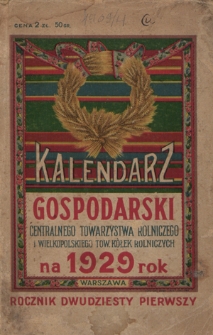 CENA 2 ZŁ. 50 GR.
KALENDARZ
GOSPODARSKI
CENTRALNEGO TOWARZYSTWA ROLNICZEGO
I WIELKOPOLSKIEGO TOW. KÓŁEK ROLNICZYCH
na 1929 rok
WARSZAWA
ROCZNIK DWUDZIESTY PIERWSZY